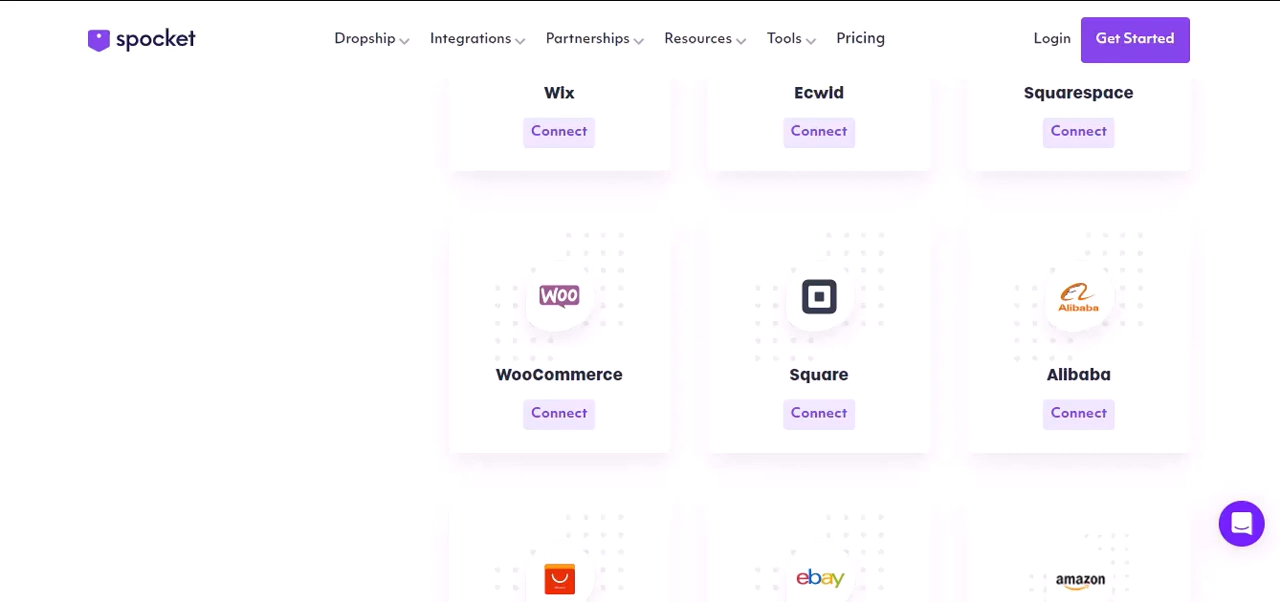 spocket Dropship Integrations Partnerships Resources Tools Pricing Login Get Started
Wix Ecwid Squarespace
Connect Connect Connect
WOO Alibaba
WooCommerce Square Alibaba
Connect Connect Connect
ebay amazon